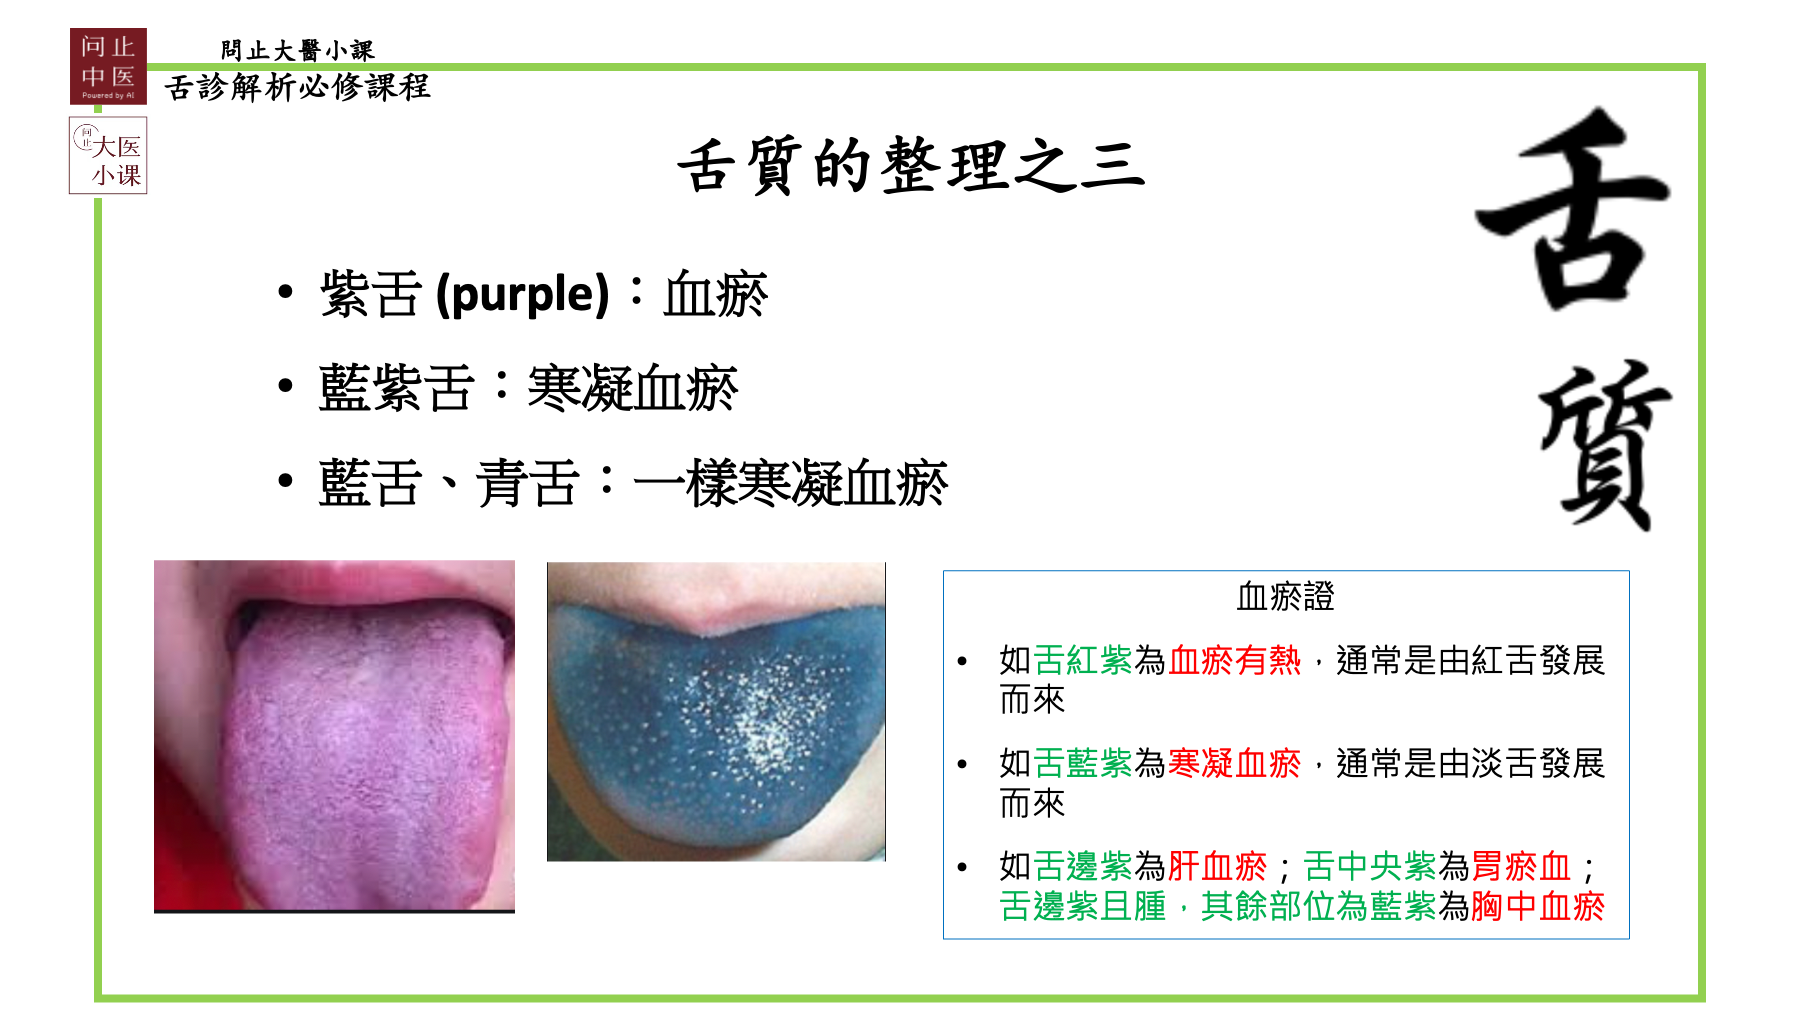 问止
中医
Powered by AI
問止大醫小課
舌診解析必修課程
问止
大医
小课
舌質的整理之三
舌
質
• 紫舌 (purple)：血瘀
• 藍紫舌：寒凝血瘀
• 藍舌、青舌：一樣寒凝血瘀
血瘀證
• 如舌紅紫為血瘀有熱，通常是由紅舌發展
而來
• 如舌藍紫為寒凝血瘀，通常是由淡舌發展
而來
• 如舌邊紫為肝血瘀；舌中央紫為胃瘀血；
舌邊紫且腫，其餘部位為藍紫為胸中血瘀